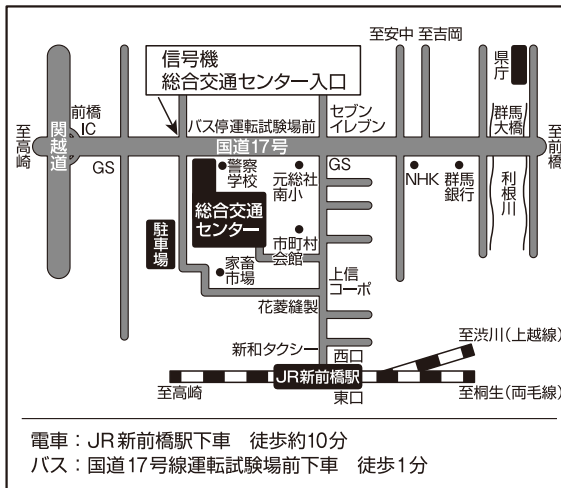 至安中
至吉岡
県庁
信号機
総合交通センター入口
前橋
IC
バス停運転試験場前
セブン
イレブン
群馬
大橋
至高崎
関越道
国道17号
至前橋
GS
警察
学校
元総社
南小
GS
NHK
群馬
銀行
利根川
総合交通
センター
駐車場
市町村
会館
家畜
市場
上信
コーポ
花菱縫製
新和タクシー
西口
至渋川(上越線)
JR新前橋駅
至高崎
東口
至桐生(両毛線)
電車：JR新前橋駅下車　徒歩約10分
バス：国道17号線運転試験場前下車　徒歩1分